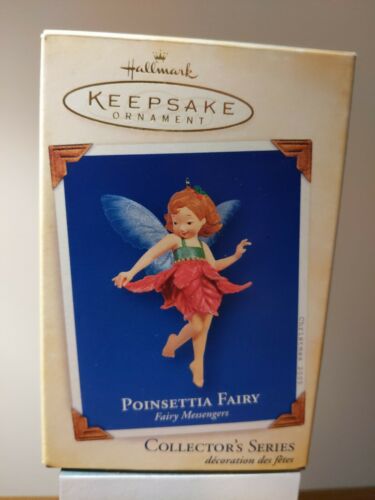 Hallmark
KEEPSAKE
ORNAMENT
POINSETTIA FAIRY
Fairy Messengers
COLLECTOR'S SERIES
décoration des fêtes